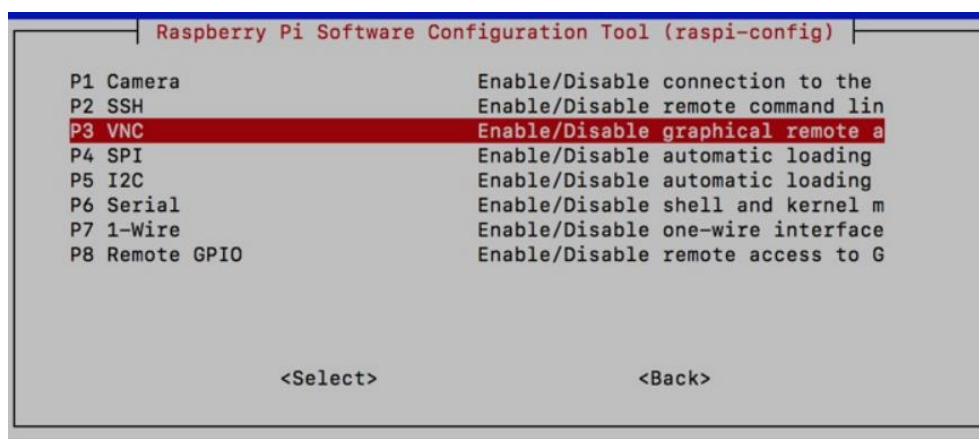 Raspberry Pi Software Configuration Tool (raspi-config)
P1 Camera Enable/Disable connection to the
P2 SSH Enable/Disable remote command lin
P3 VNC Enable/Disable graphical remote a
P4 SPI Enable/Disable automatic loading
P5 I2C Enable/Disable automatic loading
P6 Serial Enable/Disable shell and kernel m
P7 1-Wire Enable/Disable one-wire interface
P8 Remote GPIO Enable/Disable remote access to G
<Select> <Back>